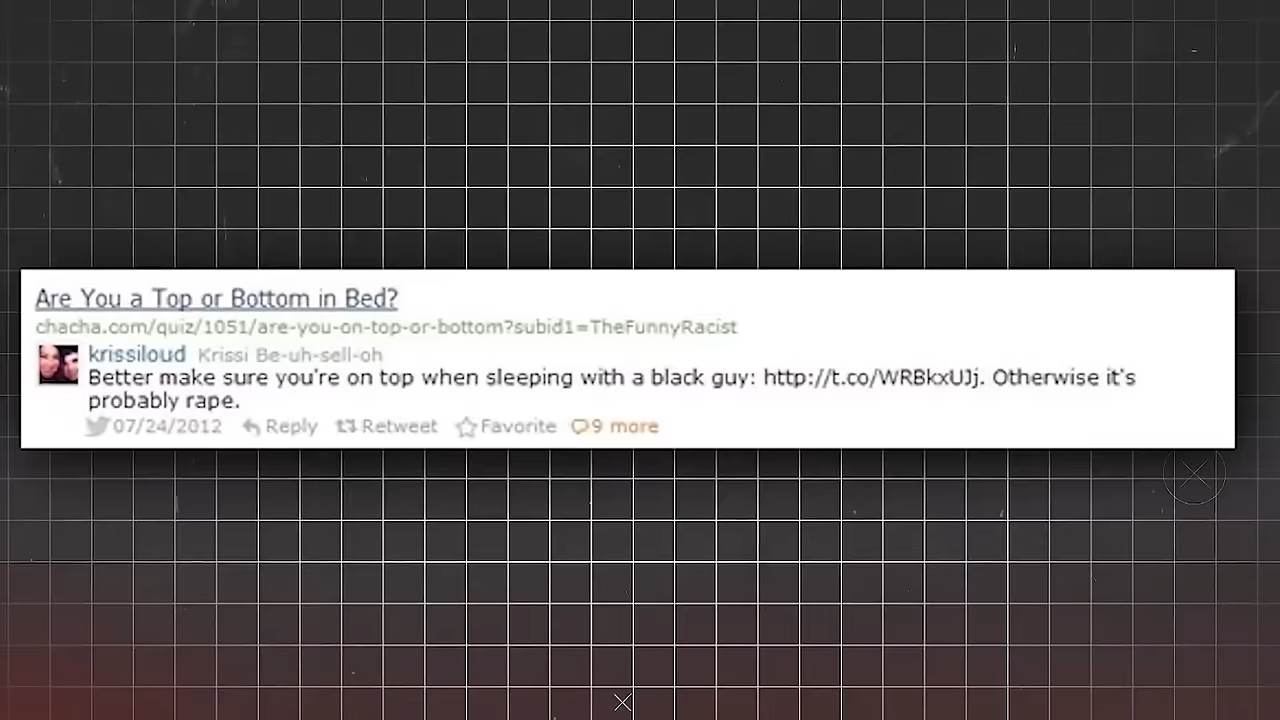 Are You a Top or Bottom in Bed?
chacha.com/quiz/1051/are-you-on-top-or-bottom?subid1=TheFunnyRacist
krissiloud Krissi Be-uh-sell-oh
Better make sure you're on top when sleeping with a black guy: http://t.co/WRBkxUJj. Otherwise it's
probably rape.
07/24/2012 Reply Retweet Favorite 9 more